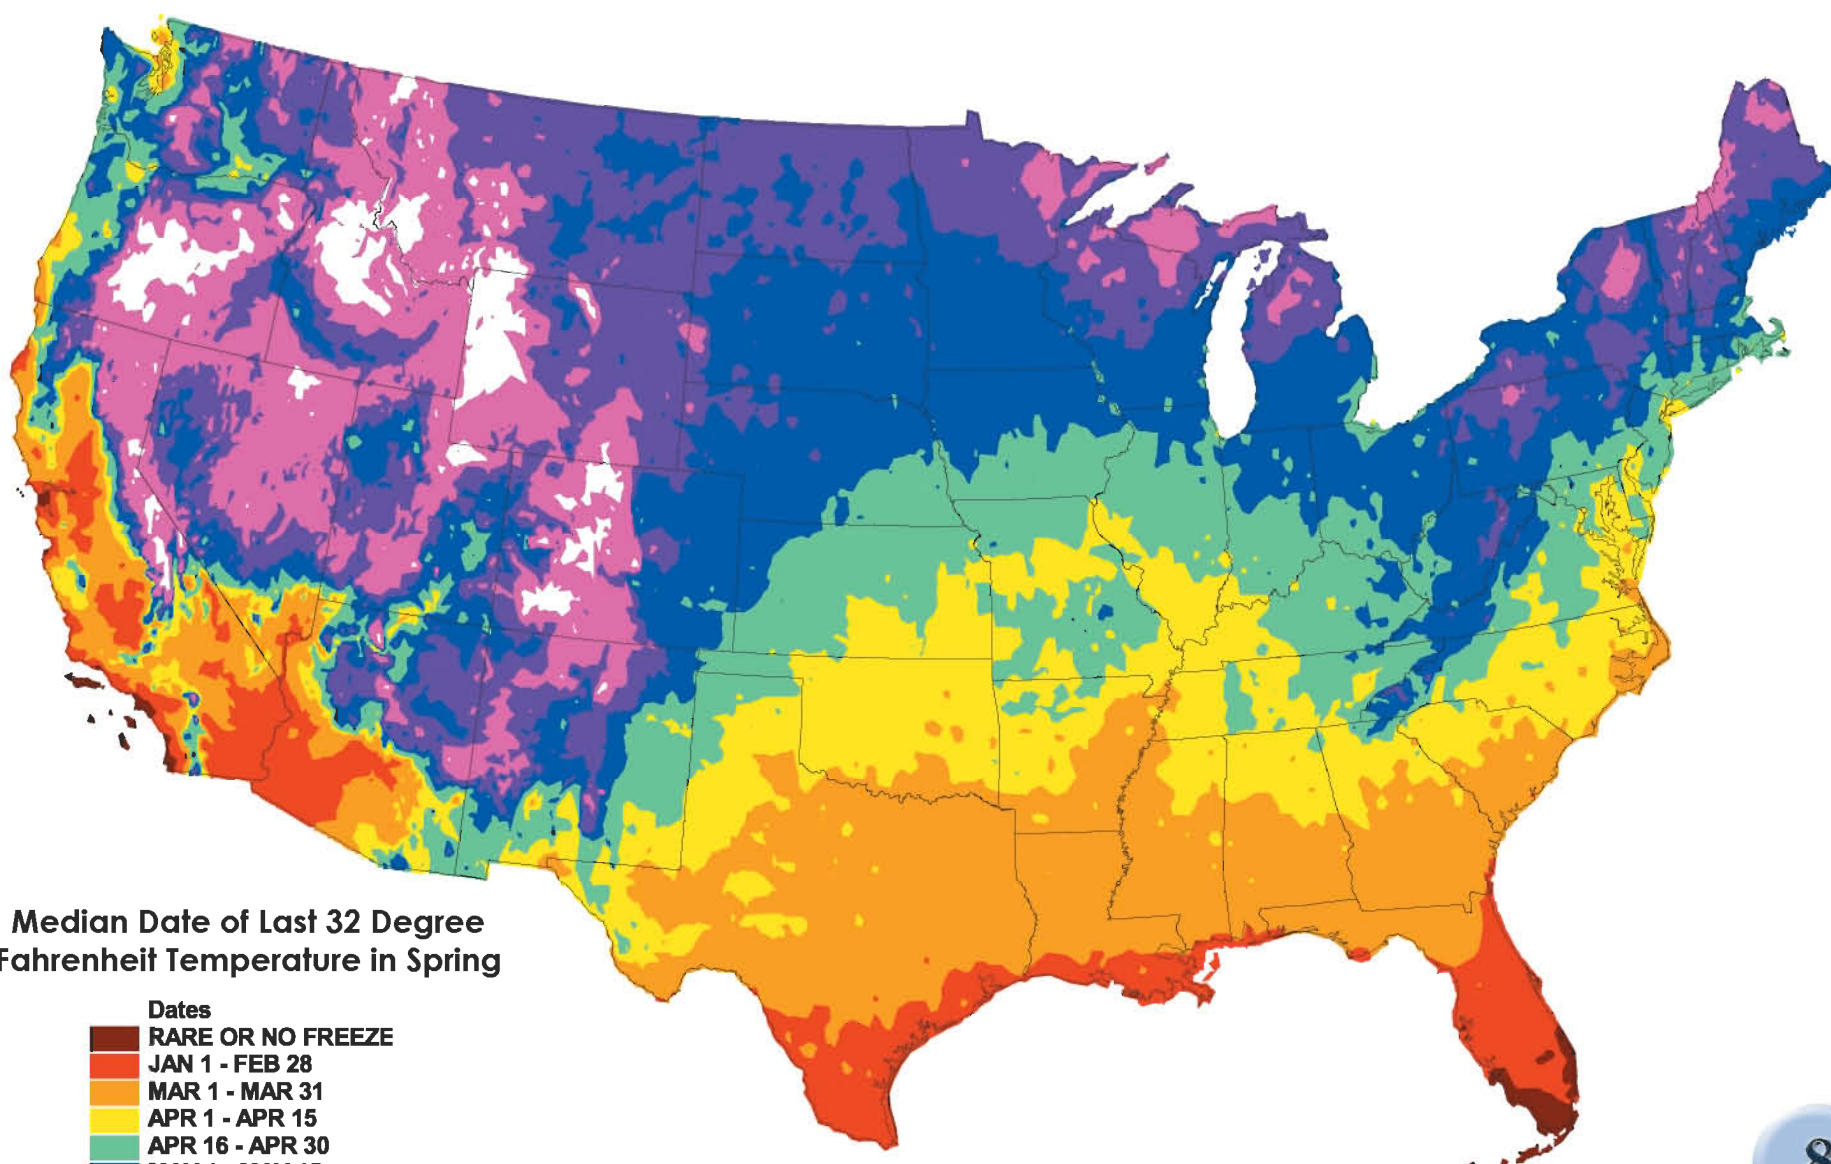 Median Date of Last 32 Degree
Fahrenheit Temperature in Spring
Dates
RARE OR NO FREEZE
JAN 1 - FEB 28
MAR 1 - MAR 31
APR 1 - APR 15
APR 16 - APR 30
8